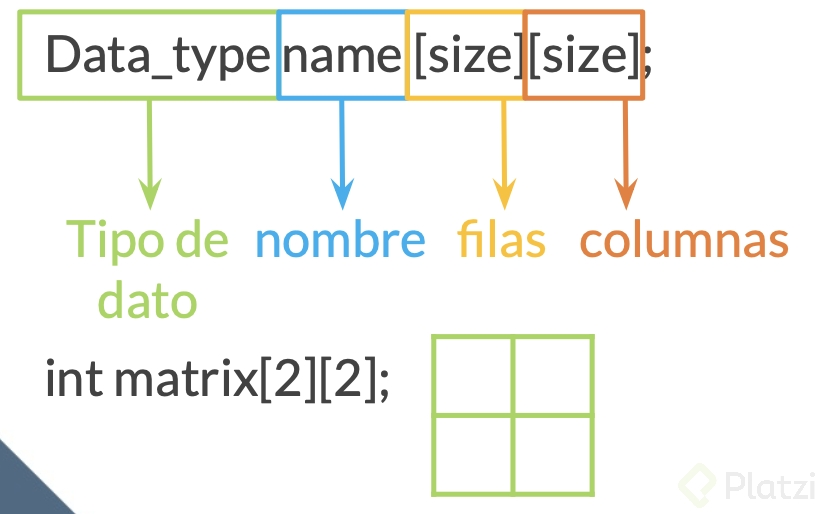 Data_type name [size][size];
Tipo de dato nombre filas columnas
int matrix[2][2];
Platzi